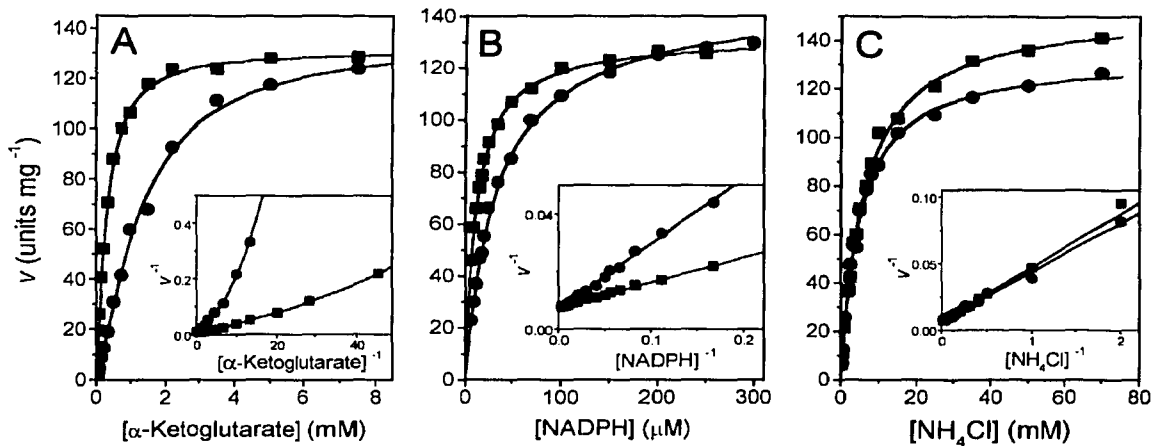 A
B
C
v (units mg⁻¹)
140
120
100
80
60
40
20
0
0 2 4 6 8
[α-Ketoglutarate] (mM)
v⁻¹
0.4
0.2
0.0
0 20 40
[α-Ketoglutarate]⁻¹
140
120
100
80
60
40
20
0
0 100 200 300
[NADPH] (μM)
v⁻¹
0.04
0.00
0.0 0.1 0.2
[NADPH]⁻¹
140
120
100
80
60
40
20
0
0 20 40 60 80
[NH₄Cl] (mM)
v⁻¹
0.10
0.05
0.00
0 1 2
[NH₄Cl]⁻¹